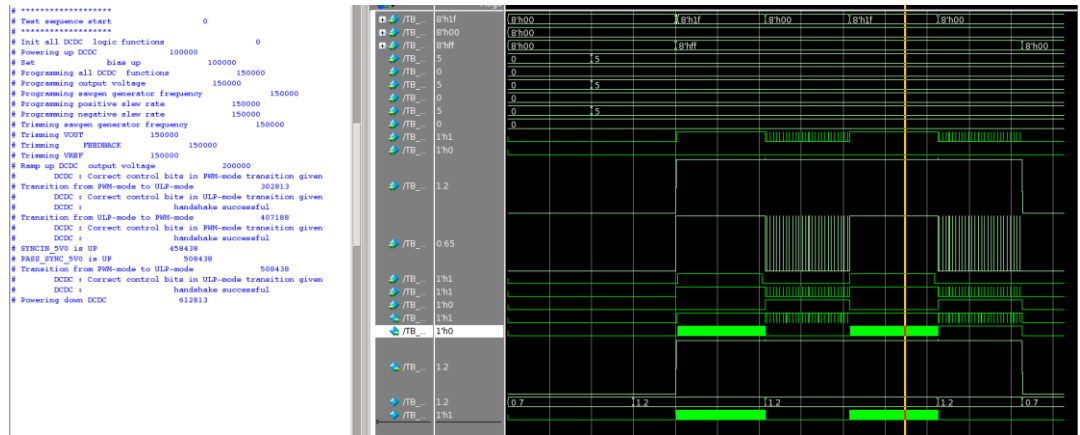 # *******************
# Test sequence start 0
# *******************
# Init all DCDC logic functions 0
# Powering up DCDC 100000
# Set bias up 100000
# Programming all DCDC functions 150000
# Programming output voltage 150000
# Programming sawgen generator frequency 150000
# Programming positive slew rate 150000
# Programming negative slew rate 150000
# Trimming sawgen generator frequency 150000
# Trimming VOUT 150000
# Trimming FEEDBACK 150000
# Trimming VREF 150000
# Ramp up DCDC output voltage 200000
# DCDC : Correct control bits in PWM-mode transition given
# Transition from PWM-mode to ULP-mode 302813
# DCDC : Correct control bits in ULP-mode transition given
# DCDC : handshake successful
# Transition from ULP-mode to PWM-mode 407188
# DCDC : Correct control bits in PWM-mode transition given
# DCDC : handshake successful
# SYNCIN_5V0 is UP 458438
# PASS_SYNC_5V0 is UP 508438
# Transition from PWM-mode to ULP-mode 508438
# DCDC : Correct control bits in ULP-mode transition given
# DCDC : handshake successful
# Powering down DCDC 612813
/TB_... 8'h1f 8'h00 8'h1f 8'h00 8'h1f 8'h00
/TB_... 8'h00 8'h00
/TB_... 8'hff 8'h00 8'hff 8'h00
/TB_... 5 0 5
/TB_... 0 0
/TB_... 5 0 5
/TB_... 0 0
/TB_... 5 0 5
/TB_... 0 0
/TB_... 1'h1
/TB_... 1'h0
/TB_... 1.2
/TB_... 0.65
/TB_... 1'h1
/TB_... 1'h1
/TB_... 1'h0
/TB_... 1'h1
/TB_... 1'h0
/TB_... 1.2
/TB_... 1.2 0.7 1.2 1.2 1.2 0.7
/TB_... 1'h1